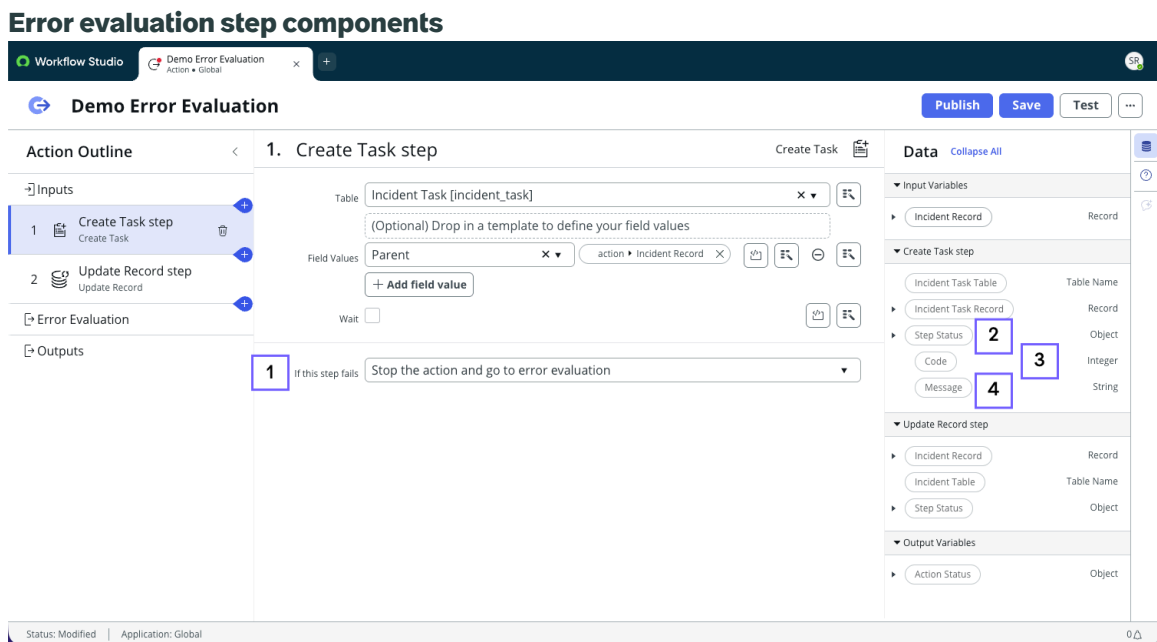 Error evaluation step components
Workflow Studio
Demo Error Evaluation
Action • Global
SR
Demo Error Evaluation
Publish
Save
Test
Action Outline
Inputs
1
Create Task step
Create Task
2
Update Record step
Update Record
Error Evaluation
Outputs
1. Create Task step
Create Task
Table
Incident Task [incident_task]
(Optional) Drop in a template to define your field values
Field Values
Parent
action ▸ Incident Record
+ Add field value
Wait
1
If this step fails
Stop the action and go to error evaluation
Data
Collapse All
Input Variables
Incident Record
Record
Create Task step
Incident Task Table
Table Name
Incident Task Record
Record
Step Status
2
Object
Code
3
Integer
Message
4
String
Update Record step
Incident Record
Record
Incident Table
Table Name
Step Status
Object
Output Variables
Action Status
Object
Status: Modified
Application: Global
0